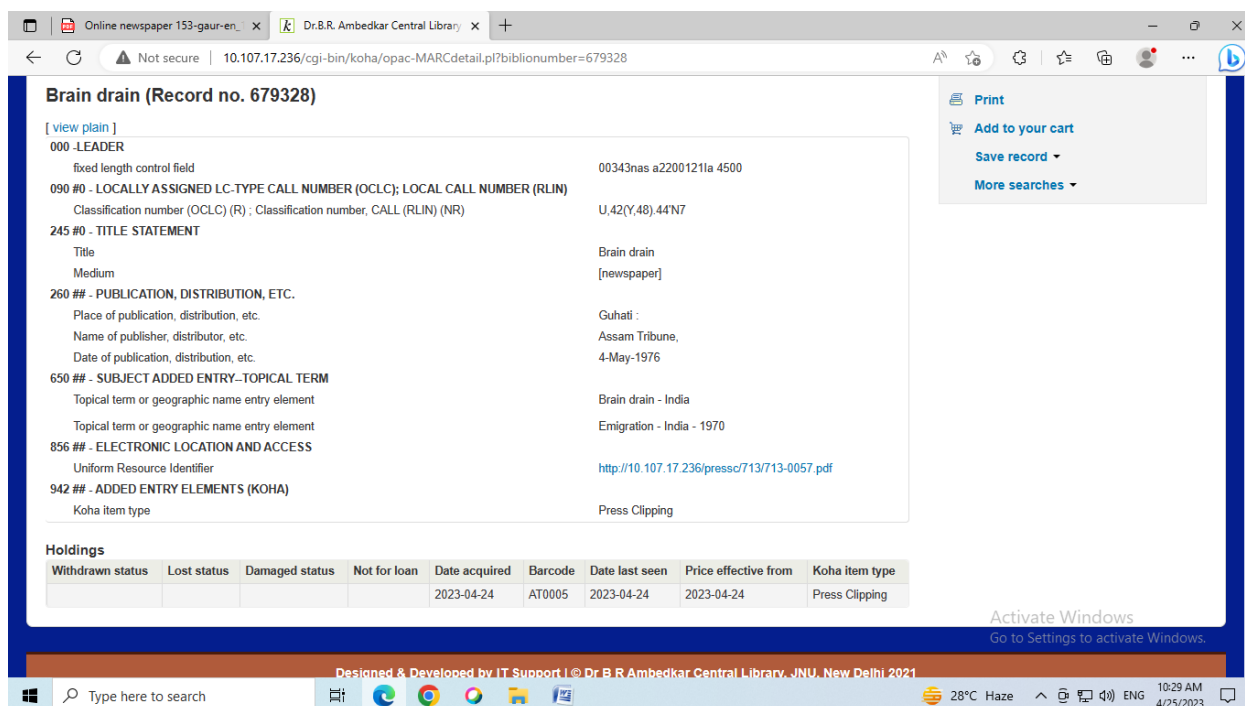 Online newspaper 153-gaur-en_
Dr.B.R. Ambedkar Central Library
Not secure | 10.107.17.236/cgi-bin/koha/opac-MARCdetail.pl?biblionumber=679328
Brain drain (Record no. 679328)
[ view plain ]
000 -LEADER
fixed length control field 00343nas a2200121Ia 4500
090 #0 - LOCALLY ASSIGNED LC-TYPE CALL NUMBER (OCLC); LOCAL CALL NUMBER (RLIN)
Classification number (OCLC) (R) ; Classification number, CALL (RLIN) (NR) U,42(Y,48).44'N7
245 #0 - TITLE STATEMENT
Title Brain drain
Medium [newspaper]
260 ## - PUBLICATION, DISTRIBUTION, ETC.
Place of publication, distribution, etc. Guhati :
Name of publisher, distributor, etc. Assam Tribune,
Date of publication, distribution, etc. 4-May-1976
650 ## - SUBJECT ADDED ENTRY--TOPICAL TERM
Topical term or geographic name entry element Brain drain - India
Topical term or geographic name entry element Emigration - India - 1970
856 ## - ELECTRONIC LOCATION AND ACCESS
Uniform Resource Identifier http://10.107.17.236/pressc/713/713-0057.pdf
942 ## - ADDED ENTRY ELEMENTS (KOHA)
Koha item type Press Clipping
Print
Add to your cart
Save record
More searches
Holdings
Withdrawn status Lost status Damaged status Not for loan Date acquired Barcode Date last seen Price effective from Koha item type
2023-04-24 AT0005 2023-04-24 2023-04-24 Press Clipping
Activate Windows
Go to Settings to activate Windows.
Designed & Developed by IT Support | © Dr B R Ambedkar Central Library, JNU, New Delhi 2021
Type here to search
28°C Haze
ENG
10:29 AM
4/25/2023